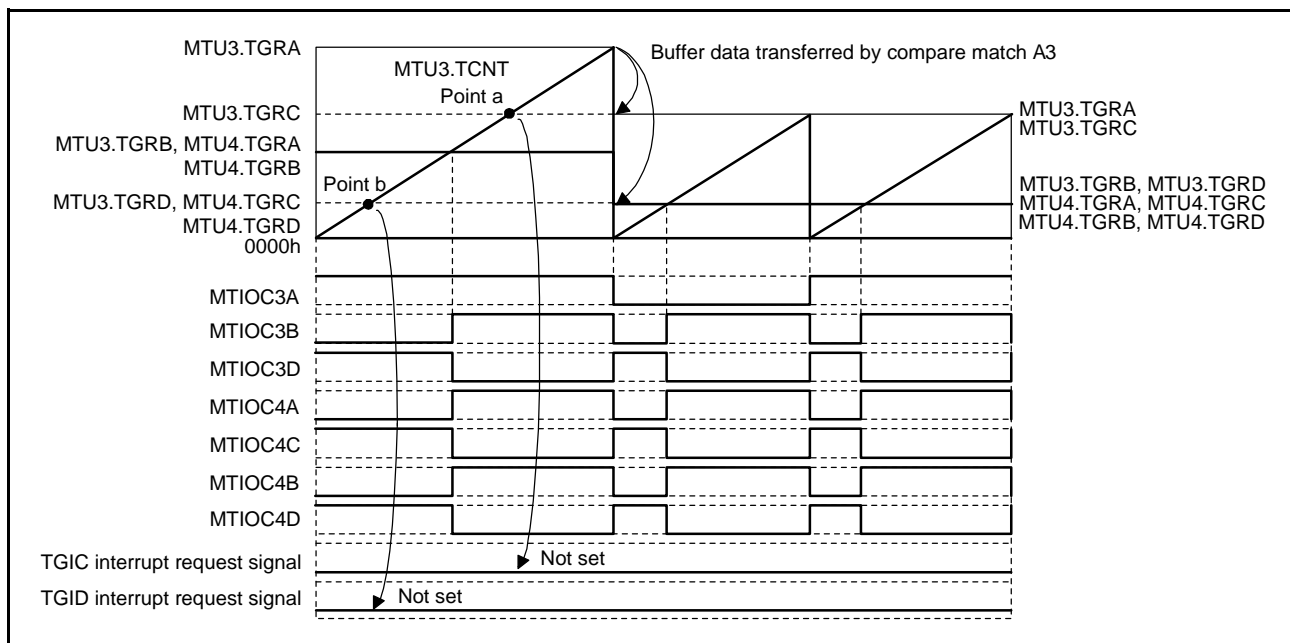 MTU3.TGRA
Buffer data transferred by compare match A3
MTU3.TCNT
Point a
MTU3.TGRC
MTU3.TGRA
MTU3.TGRC
MTU3.TGRB, MTU4.TGRA
MTU4.TGRB
Point b
MTU3.TGRD, MTU4.TGRC
MTU4.TGRD
0000h
MTU3.TGRB, MTU3.TGRD
MTU4.TGRA, MTU4.TGRC
MTU4.TGRB, MTU4.TGRD
MTIOC3A
MTIOC3B
MTIOC3D
MTIOC4A
MTIOC4C
MTIOC4B
MTIOC4D
TGIC interrupt request signal
Not set
TGID interrupt request signal
Not set